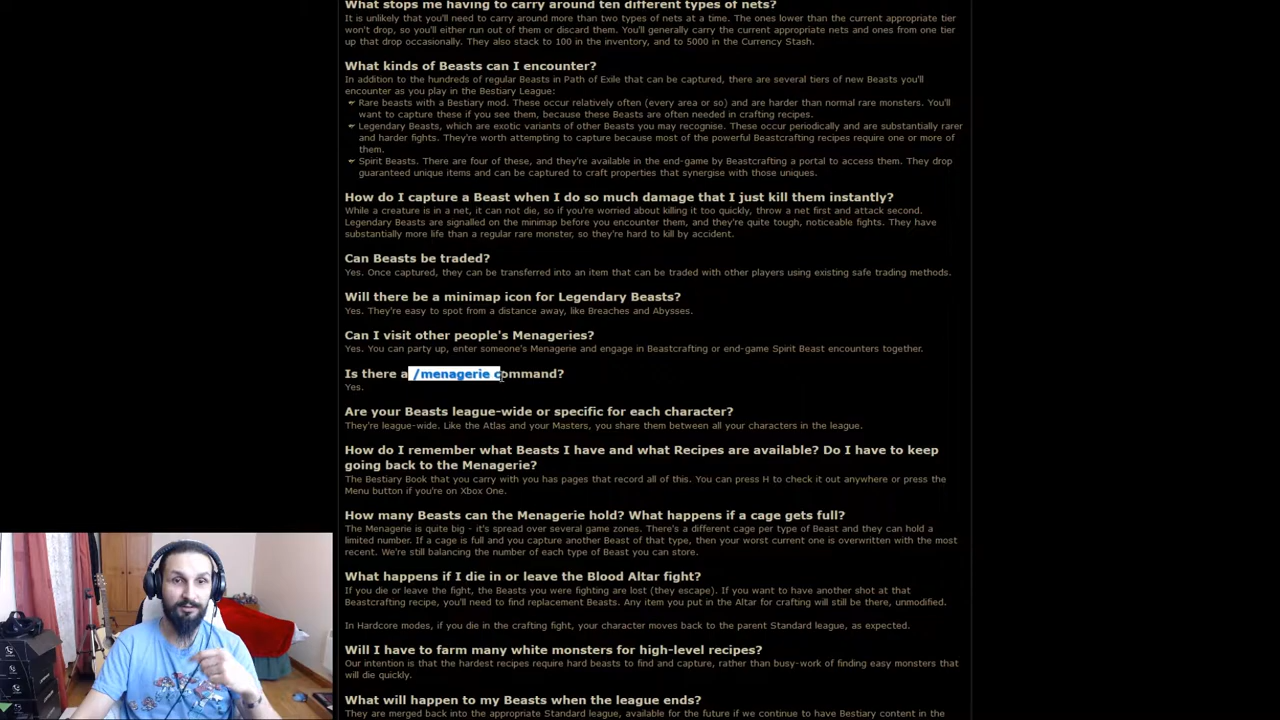 What stops me having to carry around ten different types of nets?
It is unlikely that you'll need to carry around more than two types of nets at a time. The ones lower than the current appropriate tier
won't drop, so you'll either run out of them or discard them. You'll generally carry the current appropriate nets and ones from one tier
up that drop occasionally. They also stack to 100 in the inventory, and to 5000 in the Currency Stash.
What kinds of Beasts can I encounter?
In addition to the hundreds of regular Beasts in Path of Exile that can be captured, there are several tiers of new Beasts you'll
encounter as you play in the Bestiary League:
Rare beasts with a Bestiary mod. These occur relatively often (every area or so) and are harder than normal rare monsters. You'll
want to capture these if you see them, because these Beasts are often needed in crafting recipes.
Legendary Beasts, which are exotic variants of other Beasts you may recognise. These occur periodically and are substantially rarer
and harder fights. They're worth attempting to capture because most of the powerful Beastcrafting recipes require one or more of
them.
Spirit Beasts. There are four of these, and they're available in the end-game by Beastcrafting a portal to access them. They drop
guaranteed unique items and can be captured to craft properties that synergise with those uniques.
How do I capture a Beast when I do so much damage that I just kill them instantly?
While a creature is in a net, it can not die, so if you're worried about killing it too quickly, throw a net first and attack second.
Legendary Beasts are signalled on the minimap before you encounter them, and they're quite tough, noticeable fights. They have
substantially more life than a regular rare monster, so they're hard to kill by accident.
Can Beasts be traded?
Yes. Once captured, they can be transferred into an item that can be traded with other players using existing safe trading methods.
Will there be a minimap icon for Legendary Beasts?
Yes. They're easy to spot from a distance away, like Breaches and Abysses.
Can I visit other people's Menageries?
Yes. You can party up, enter someone's Menagerie and engage in Beastcrafting or end-game Spirit Beast encounters together.
Is there a /menagerie command?
Yes.
Are your Beasts league-wide or specific for each character?
They're league-wide. Like the Atlas and your Masters, you share them between all your characters in the league.
How do I remember what Beasts I have and what Recipes are available? Do I have to keep
going back to the Menagerie?
The Bestiary Book that you carry with you has pages that record all of this. You can press H to check it out anywhere or press the
Menu button if you're on Xbox One.
How many Beasts can the Menagerie hold? What happens if a cage gets full?
The Menagerie is quite big - it's spread over several game zones. There's a different cage per type of Beast and they can hold a
limited number. If a cage is full and you capture another Beast of that type, then your worst current one is overwritten with the most
recent. We're still balancing the number of each type of Beast you can store.
What happens if I die in or leave the Blood Altar fight?
If you die or leave the fight, the Beasts you were fighting are lost (they escape). If you want to have another shot at that
Beastcrafting recipe, you'll need to find replacement Beasts. Any item you put in the Altar for crafting will still be there, unmodified.
In Hardcore modes, if you die in the crafting fight, your character moves back to the parent Standard league, as expected.
Will I have to farm many white monsters for high-level recipes?
Our intention is that the hardest recipes require hard beasts to find and capture, rather than busy-work of finding easy monsters that
will die quickly.
What will happen to my Beasts when the league ends?
They are merged back into the appropriate Standard league, available for the future if we continue to have Bestiary content in the